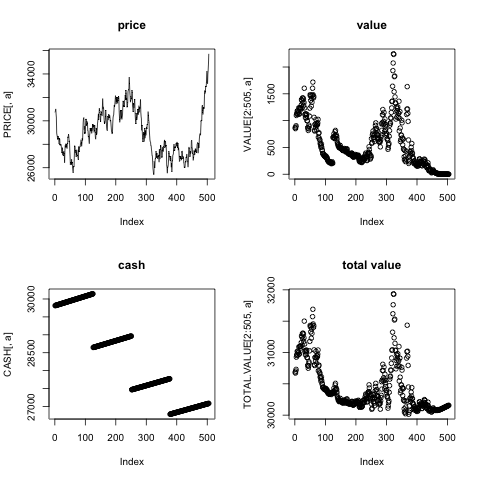 price
PRICE[, a]
26000 30000 34000
0 100 200 300 400 500
Index
value
VALUE[2:505, a]
0 500 1500
0 100 200 300 400 500
Index
cash
CASH[, a]
27000 28500 30000
0 100 200 300 400 500
Index
total value
TOTAL.VALUE[2:505, a]
30000 31000 32000
0 100 200 300 400 500
Index